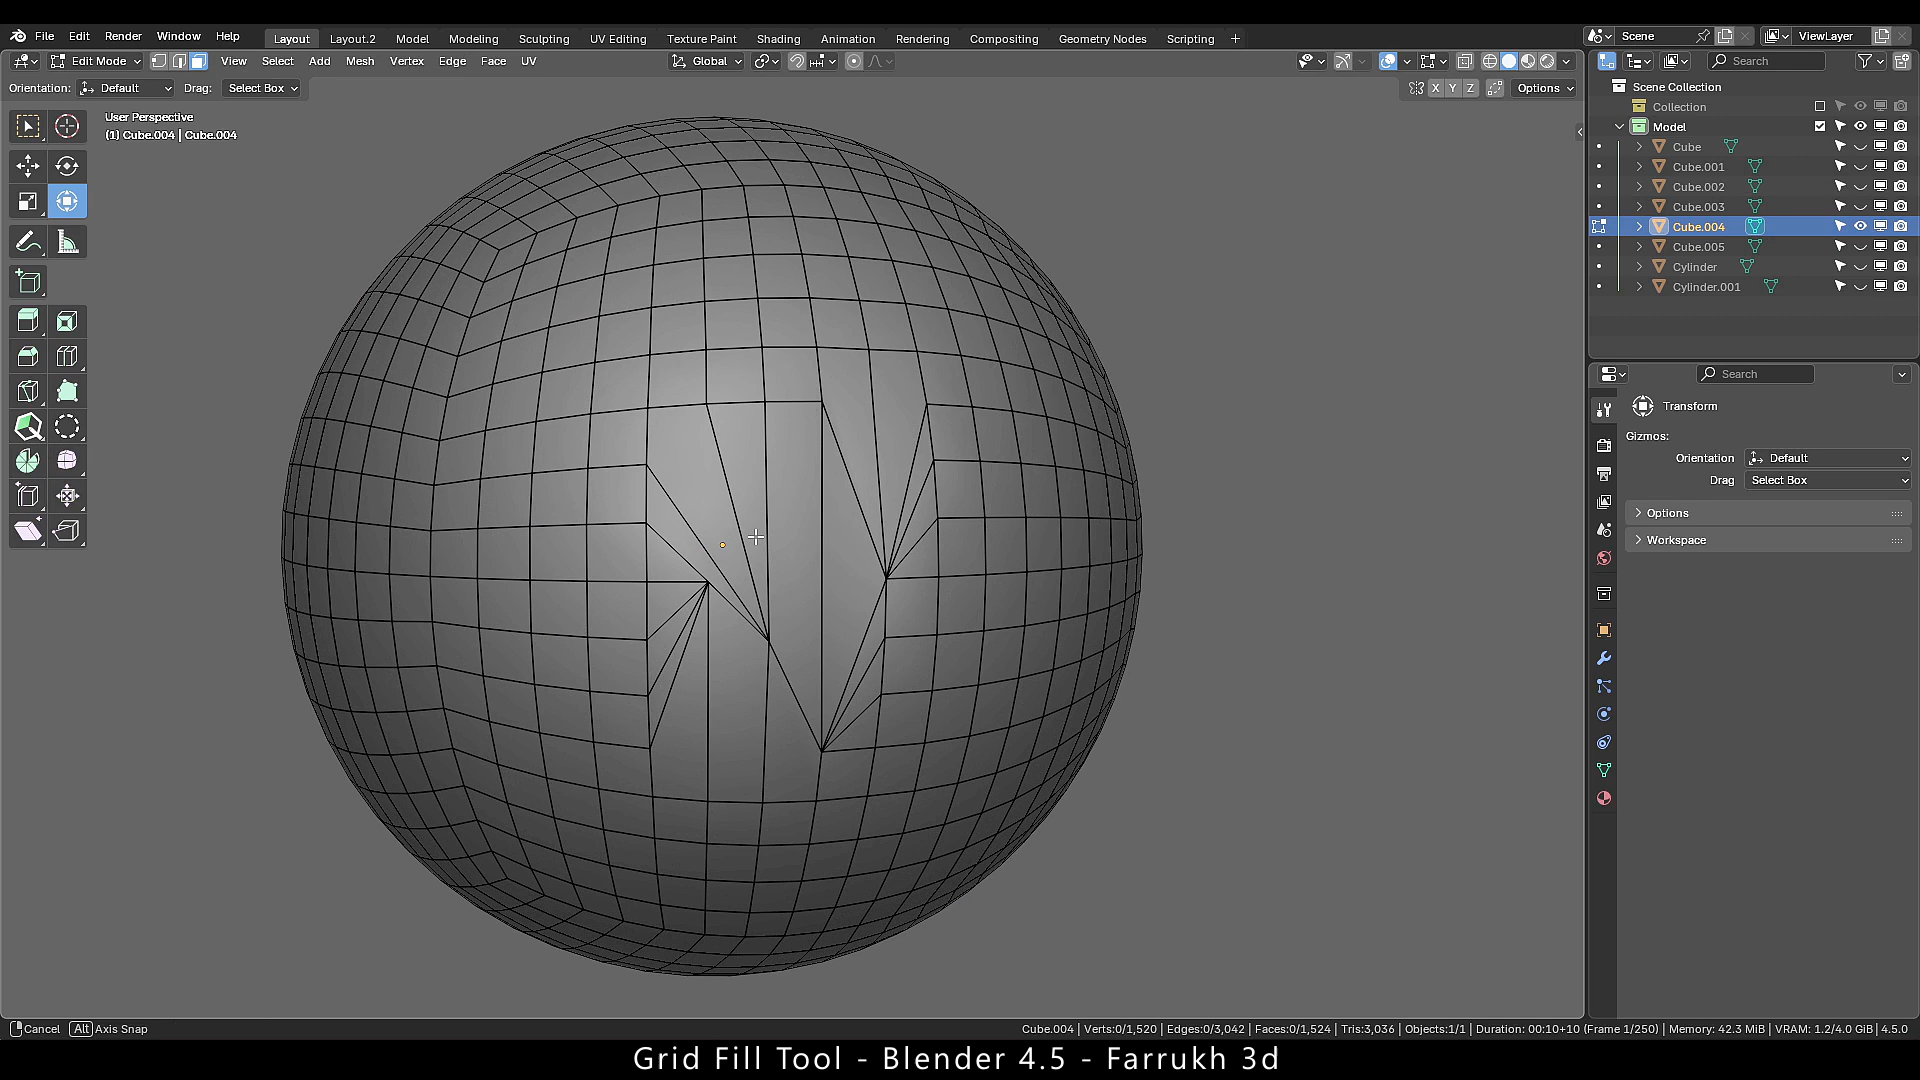 File Edit Render Window Help Layout Layout.2 Model Modeling Sculpting UV Editing Texture Paint Shading Animation Rendering Compositing Geometry Nodes Scripting + Scene ViewLayer
Edit Mode View Select Add Mesh Vertex Edge Face UV Global Search
Orientation: Default Drag: Select Box X Y Z Options
User Perspective
(1) Cube.004 | Cube.004
Scene Collection
Collection
Model
Cube
Cube.001
Cube.002
Cube.003
Cube.004
Cube.005
Cylinder
Cylinder.001
Search
Transform
Gizmos:
Orientation Default
Drag Select Box
Options
Workspace
Cancel Alt Axis Snap
Cube.004 | Verts:0/1,520 | Edges:0/3,042 | Faces:0/1,524 | Tris:3,036 | Objects:1/1 | Duration: 00:10+10 (Frame 1/250) | Memory: 42.3 MiB | VRAM: 1.2/4.0 GiB | 4.5.0
Grid Fill Tool - Blender 4.5 - Farrukh 3d